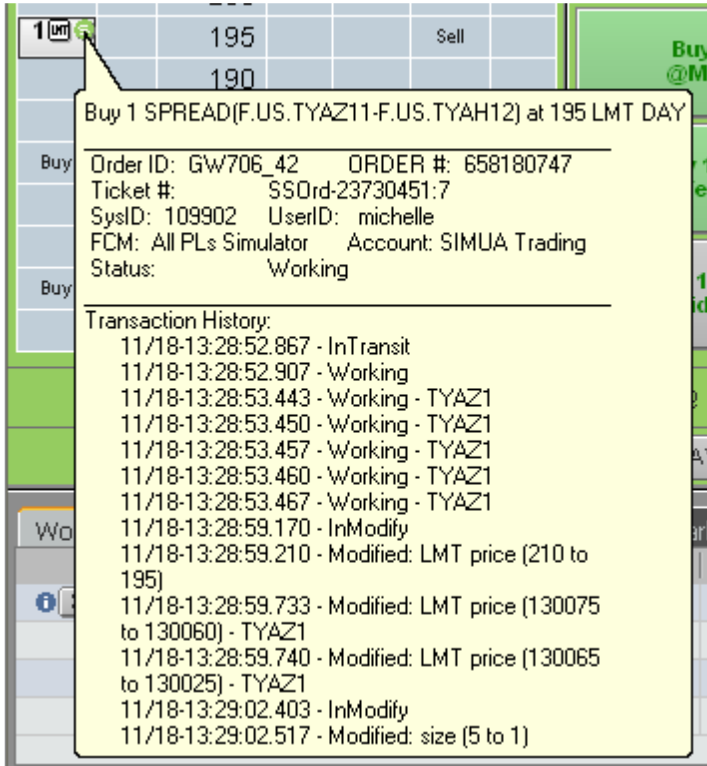 1 LMT 195 Sell
190
Buy
@M
Buy 1 SPREAD(F.US.TYAZ11-F.US.TYAH12) at 195 LMT DAY
Buy
Order ID: GW706_42 ORDER #: 658180747
Ticket #: SSOrd-23730451:7
SysID: 109902 UserID: michelle
FCM: All PLs Simulator Account: SIMUA Trading
Status: Working
Buy
Transaction History:
11/18-13:28:52.867 - InTransit
11/18-13:28:52.907 - Working
11/18-13:28:53.443 - Working - TYAZ1
11/18-13:28:53.450 - Working - TYAZ1
11/18-13:28:53.457 - Working - TYAZ1
11/18-13:28:53.460 - Working - TYAZ1
11/18-13:28:53.467 - Working - TYAZ1
11/18-13:28:59.170 - InModify
11/18-13:28:59.210 - Modified: LMT price (210 to
195)
11/18-13:28:59.733 - Modified: LMT price (130075
to 130060) - TYAZ1
11/18-13:28:59.740 - Modified: LMT price (130065
to 130025) - TYAZ1
11/18-13:29:02.403 - InModify
11/18-13:29:02.517 - Modified: size (5 to 1)
Wo